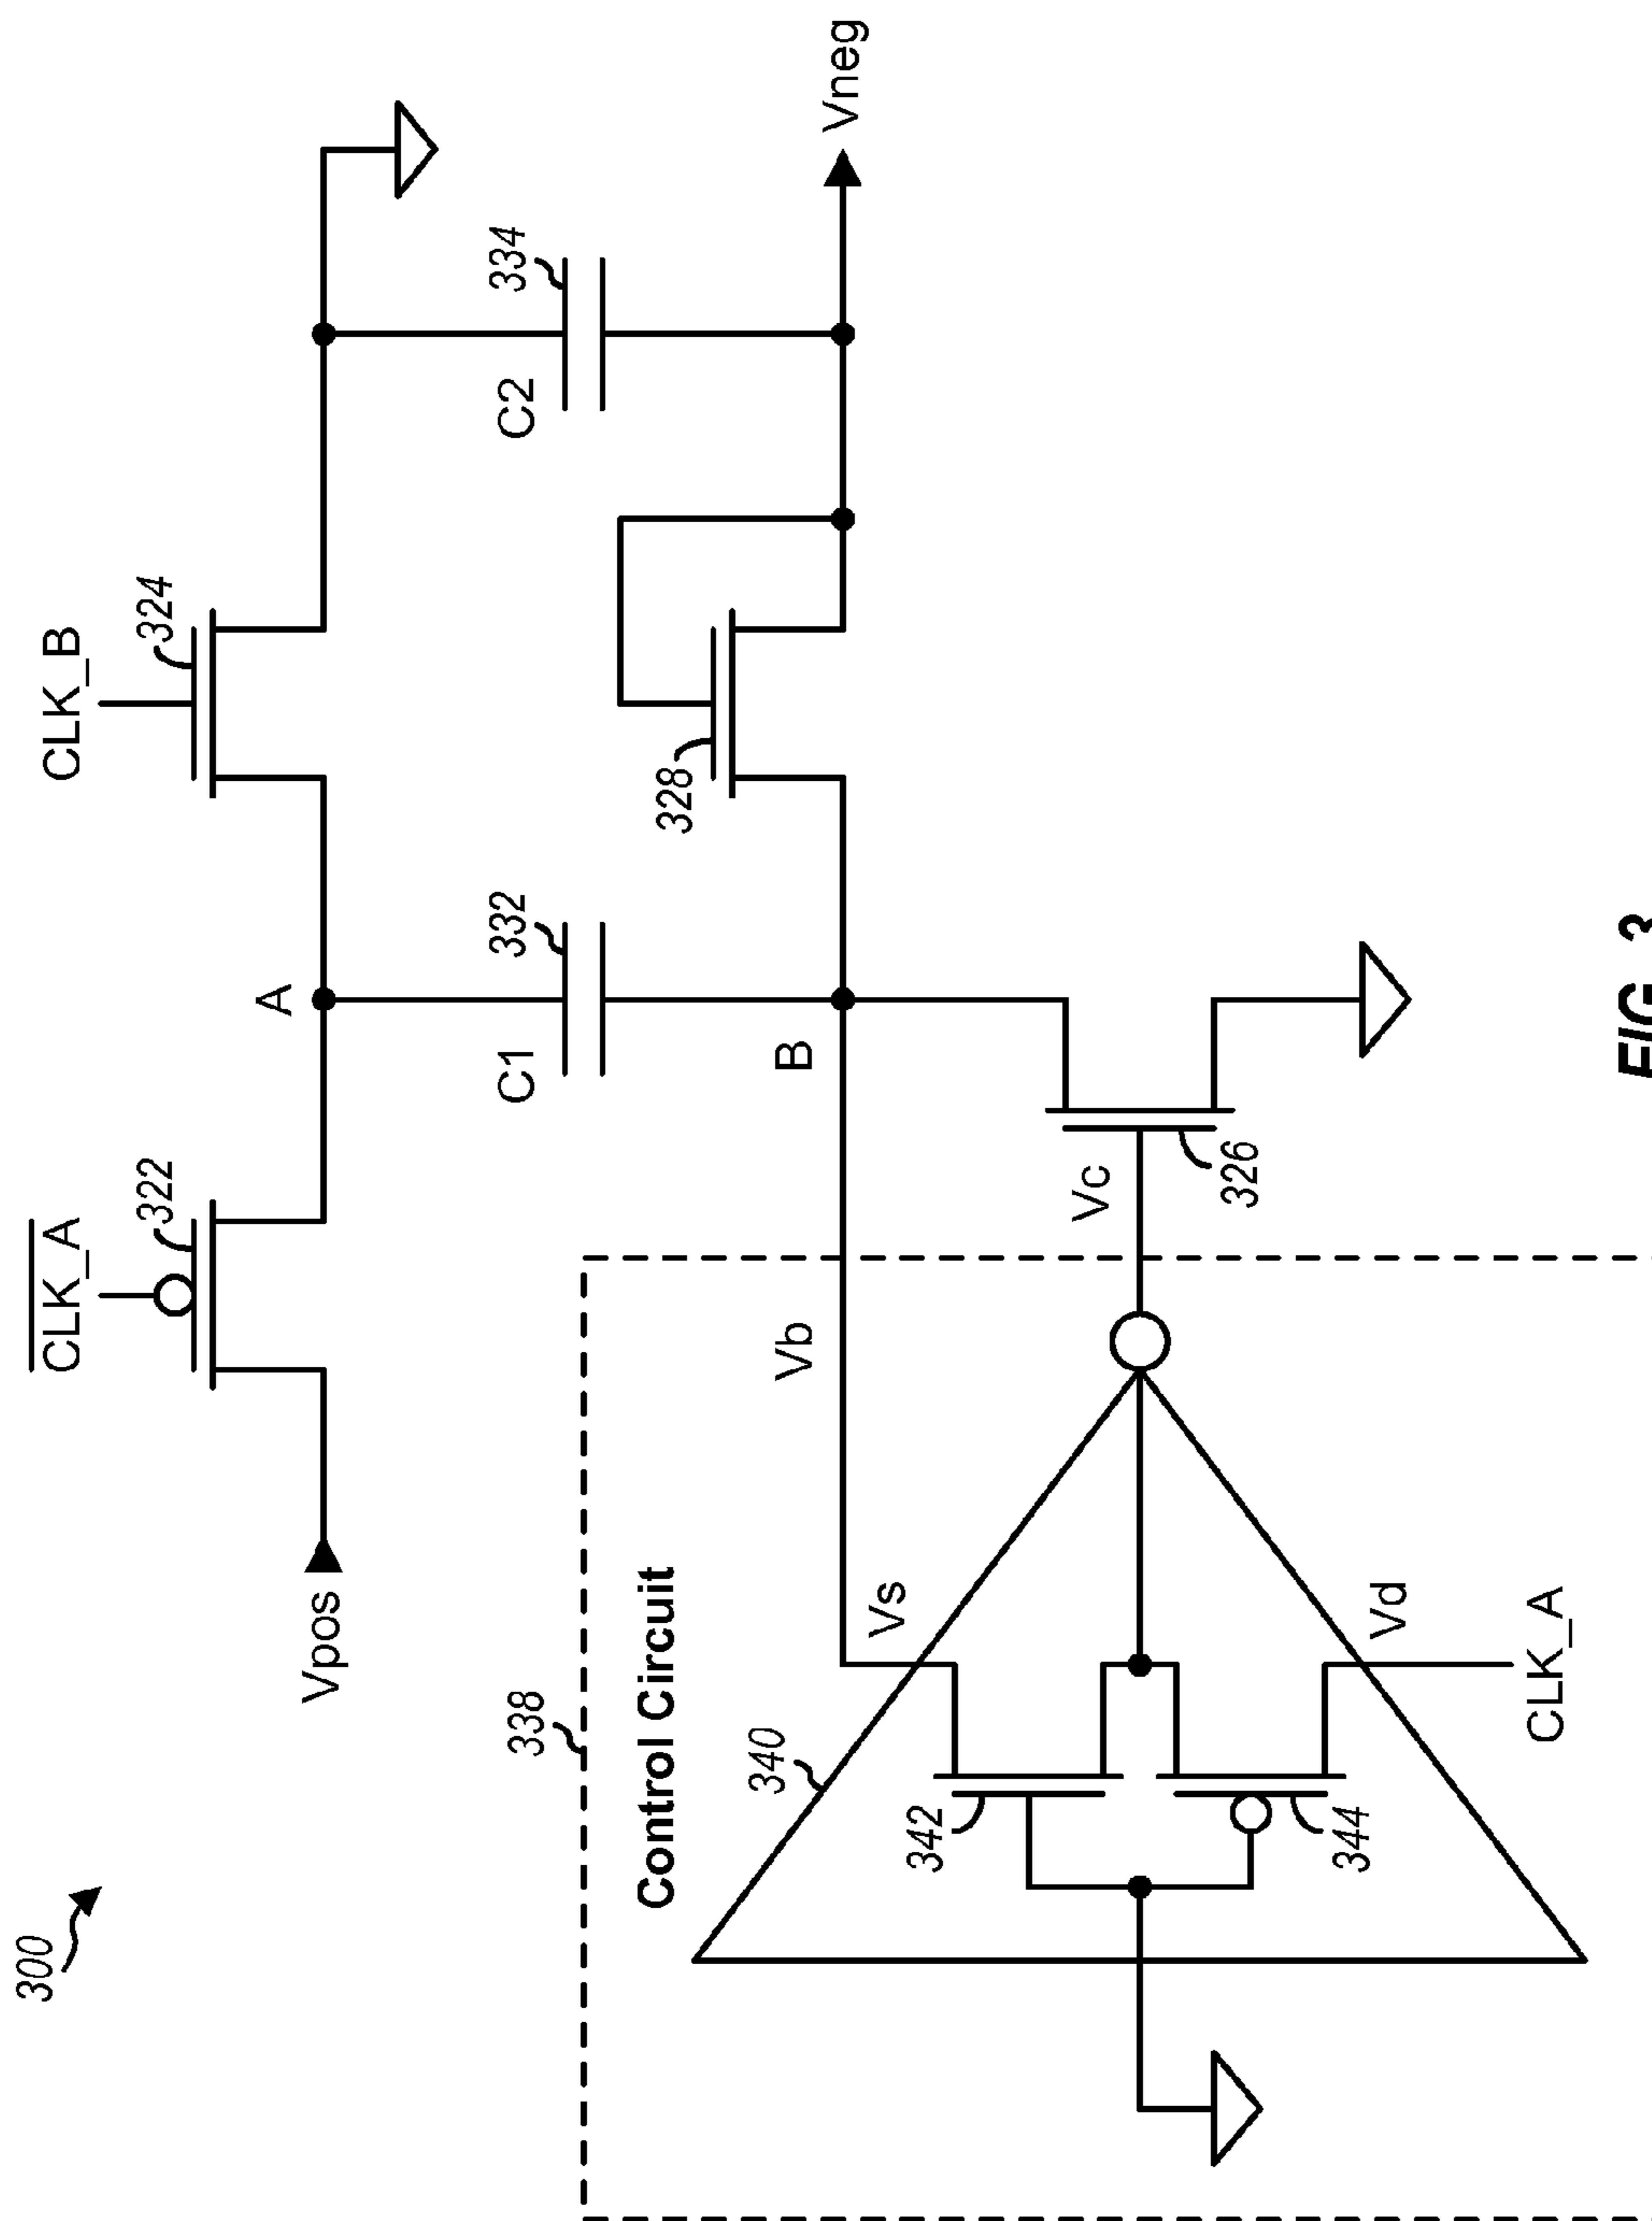 300
CLK_A
CLK_B
322
324
Vpos
A
C1
332
C2
334
338
Control Circuit
328
340
Vb
B
Vneg
Vs
342
Vc
344
Vd
326
CLK_A
FIG. 3